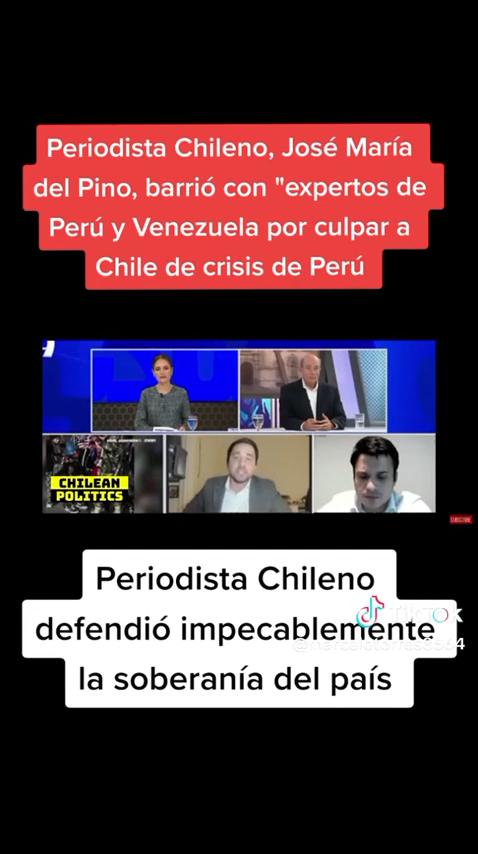 Periodista Chileno, José María
del Pino, barrió con "expertos de
Perú y Venezuela por culpar a
Chile de crisis de Perú
CHILEAN
POLITICS
SUBSCRIBE
Periodista Chileno
defendió impecablemente
la soberanía del país
TikTok